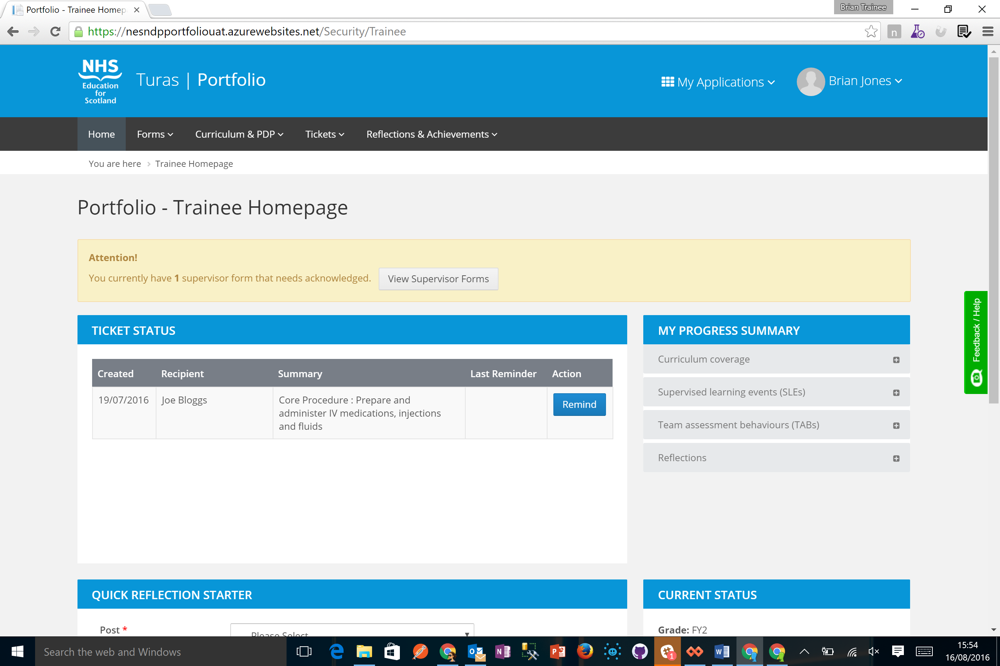 Portfolio - Trainee Homep
Brian Trainee
https://nesndpportfoliouat.azurewebsites.net/Security/Trainee
n
NHS
Education
for
Scotland
Turas | Portfolio
My Applications
Brian Jones
Home
Forms
Curriculum & PDP
Tickets
Reflections & Achievements
You are here
Trainee Homepage
Portfolio - Trainee Homepage
Attention!
You currently have 1 supervisor form that needs acknowledged.
View Supervisor Forms
TICKET STATUS
Created Recipient Summary Last Reminder Action
19/07/2016 Joe Bloggs Core Procedure : Prepare and
administer IV medications, injections
and fluids
Remind
MY PROGRESS SUMMARY
Curriculum coverage
Supervised learning events (SLEs)
Team assessment behaviours (TABs)
Reflections
Feedback / Help
QUICK REFLECTION STARTER
Post *
Please Select
CURRENT STATUS
Grade: FY2
Search the web and Windows
1
15:54
16/08/2016